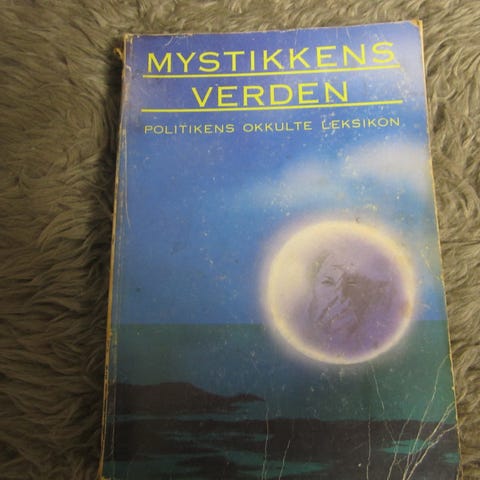 MYSTIKKENS
VERDEN
POLITIKENS OKKULTE LEKSIKON